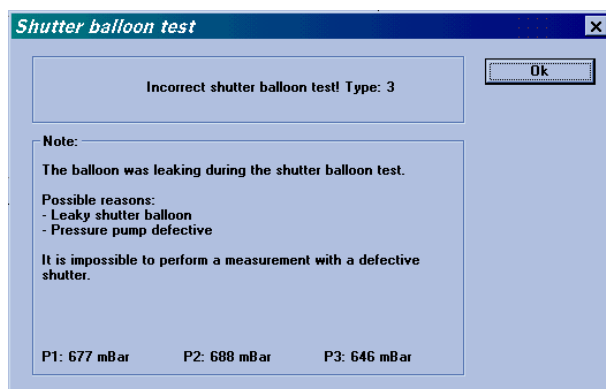 Shutter balloon test
Incorrect shutter balloon test! Type: 3
Ok
Note:
The balloon was leaking during the shutter balloon test.
Possible reasons:
- Leaky shutter balloon
- Pressure pump defective
It is impossible to perform a measurement with a defective
shutter.
P1: 677 mBar P2: 688 mBar P3: 646 mBar